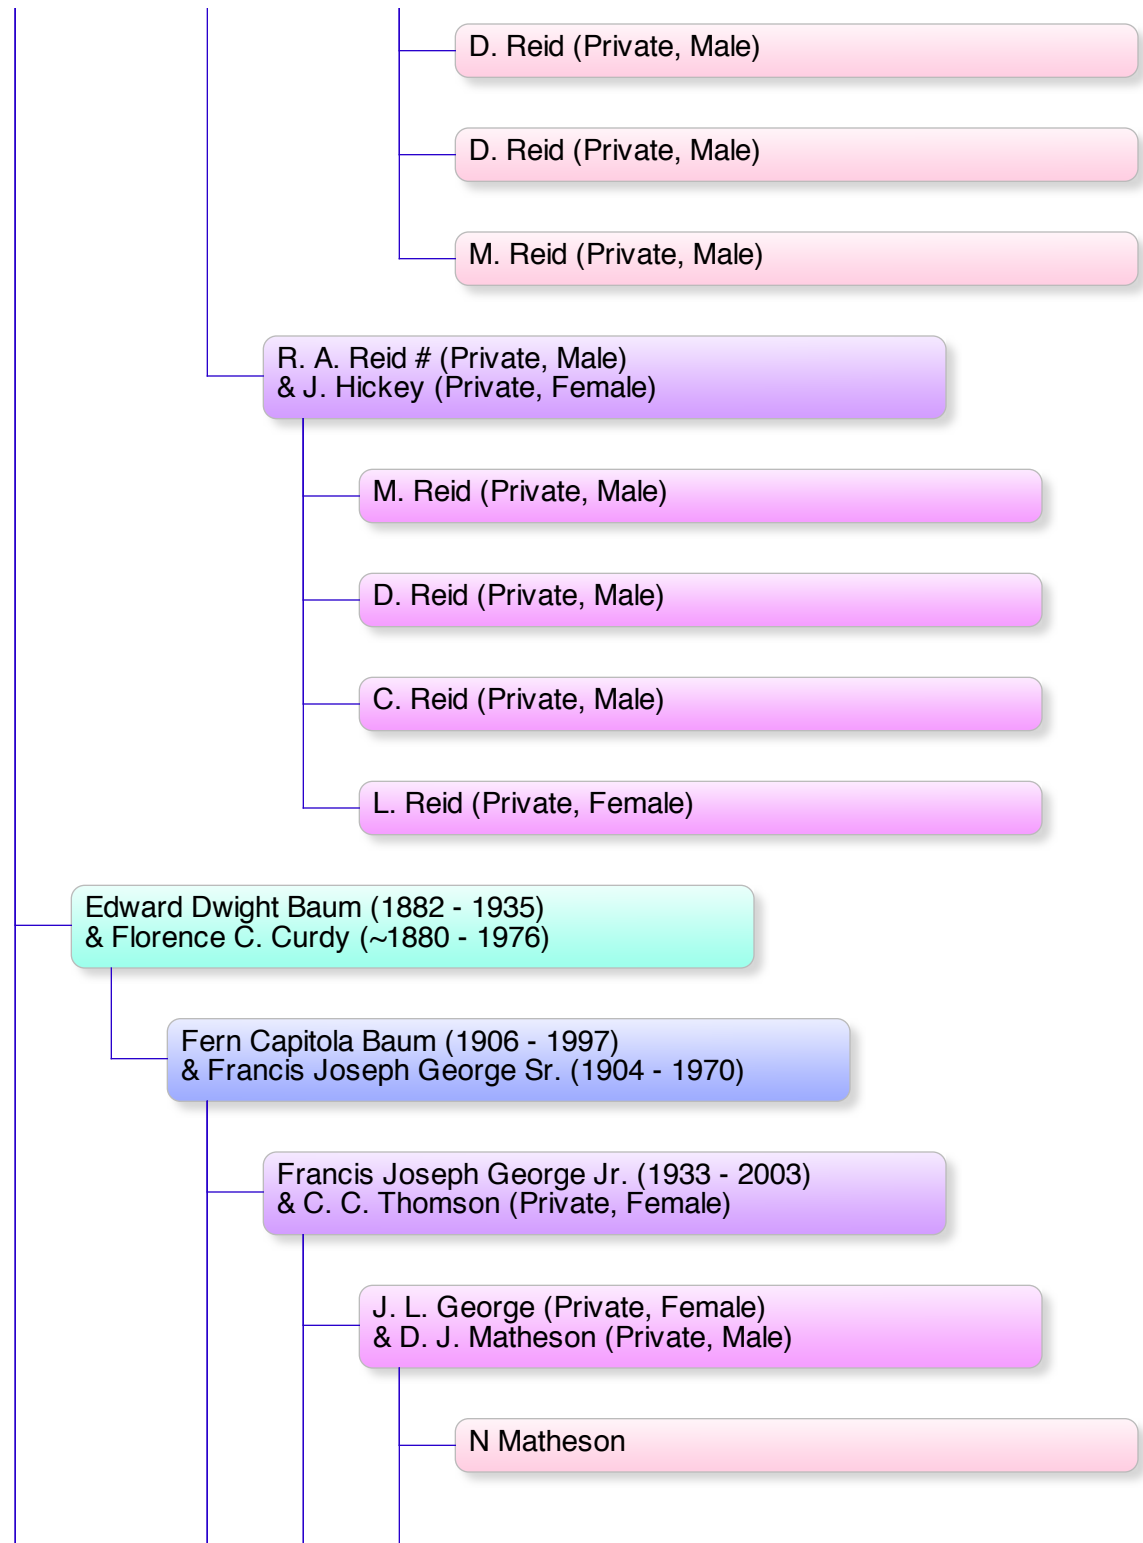 D. Reid (Private, Male)
D. Reid (Private, Male)
M. Reid (Private, Male)
R. A. Reid # (Private, Male)
& J. Hickey (Private, Female)
M. Reid (Private, Male)
D. Reid (Private, Male)
C. Reid (Private, Male)
L. Reid (Private, Female)
Edward Dwight Baum (1882 - 1935)
& Florence C. Curdy (~1880 - 1976)
Fern Capitola Baum (1906 - 1997)
& Francis Joseph George Sr. (1904 - 1970)
Francis Joseph George Jr. (1933 - 2003)
& C. C. Thomson (Private, Female)
J. L. George (Private, Female)
& D. J. Matheson (Private, Male)
N Matheson